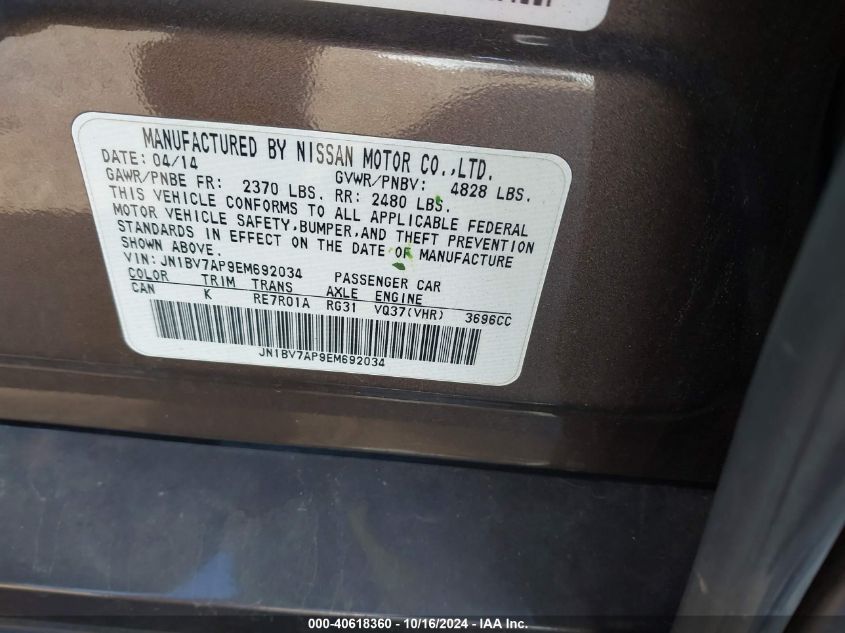 MANUFACTURED BY NISSAN MOTOR CO.,LTD.
DATE: 04/14 GVWR/PNBV: 4828 LBS.
GAWR/PNBE FR: 2370 LBS. RR: 2480 LBS.
THIS VEHICLE CONFORMS TO ALL APPLICABLE FEDERAL
MOTOR VEHICLE SAFETY,BUMPER,AND THEFT PREVENTION
STANDARDS IN EFFECT ON THE DATE OF MANUFACTURE
SHOWN ABOVE.
VIN: JN1BV7AP9EM692034 PASSENGER CAR
COLOR TRIM TRANS AXLE ENGINE
CAN K RE7R01A RG31 VQ37(VHR) 3696CC
JN1BV7AP9EM692034
000-40618360 - 10/16/2024 - IAA Inc.